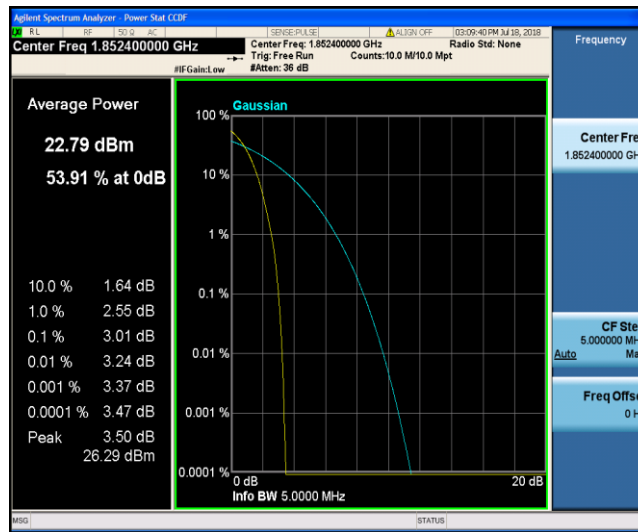 Agilent Spectrum Analyzer - Power Stat CCDF
RL RF 50 Ω AC SENSE:PULSE ALIGN OFF 03:09:40 PM Jul 18, 2018
Center Freq 1.852400000 GHz
Center Freq: 1.852400000 GHz Radio Std: None
Trig: Free Run Counts:10.0 M/10.0 Mpt
#IFGain:Low #Atten: 36 dB
Frequency
Average Power
22.79 dBm
53.91 % at 0dB
10.0 % 1.64 dB
1.0 % 2.55 dB
0.1 % 3.01 dB
0.01 % 3.24 dB
0.001 % 3.37 dB
0.0001 % 3.47 dB
Peak 3.50 dB
26.29 dBm
Gaussian
100 %
10 %
1 %
0.1 %
0.01 %
0.001 %
0.0001 %
0 dB 20 dB
Info BW 5.0000 MHz
Center Fre
1.852400000 GH
CF Ste
5.000000 MH
Auto Ma
Freq Offs
0 H
MSG STATUS